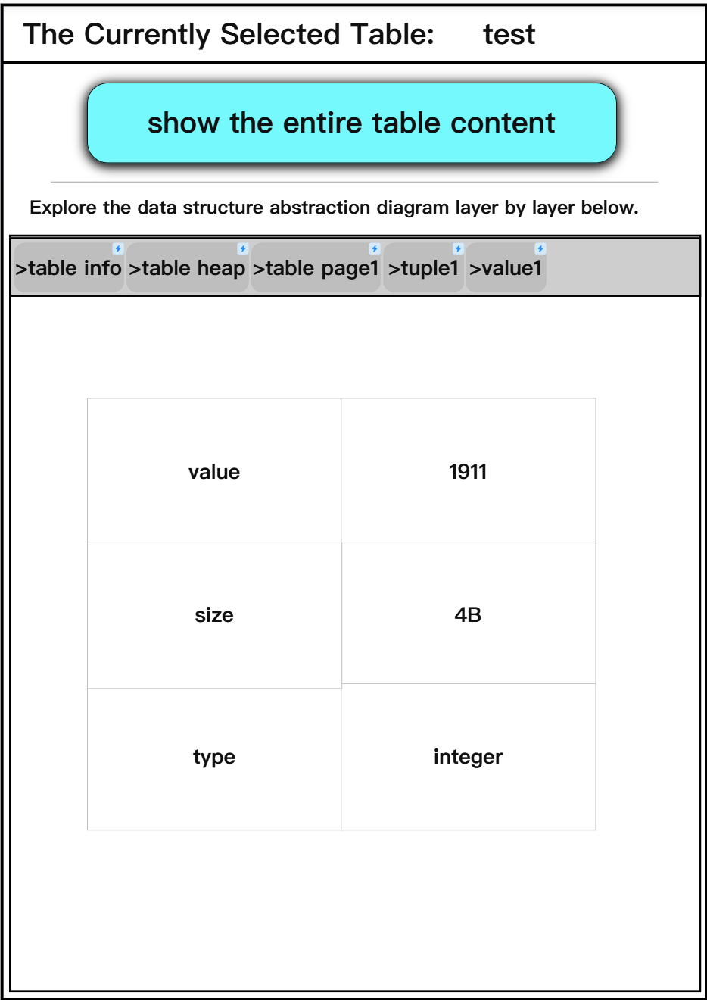 The Currently Selected Table: test
show the entire table content
Explore the data structure abstraction diagram layer by layer below.
>table info >table heap >table page1 >tuple1 >value1
value 1911
size 4B
type integer